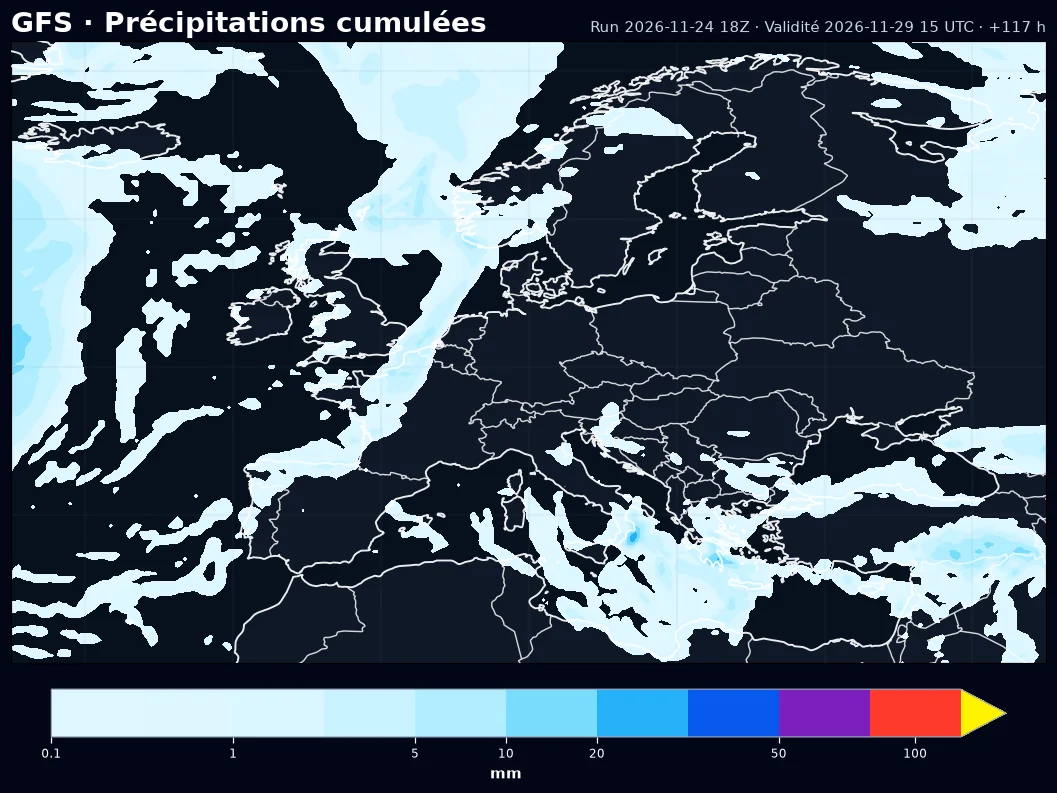 GFS · Précipitations cumulées
Run 2026-11-24 18Z · Validité 2026-11-29 15 UTC · +117 h
0.1 1 5 10 20 50 100
mm